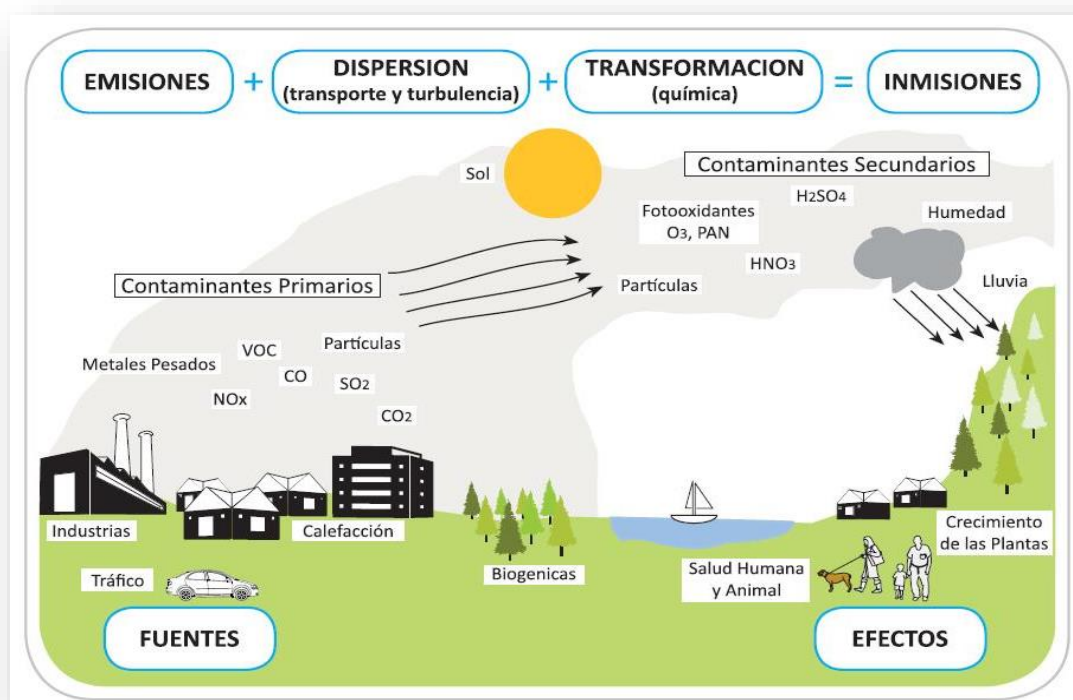 EMISIONES + DISPERSION (transporte y turbulencia) + TRANSFORMACION (química) = INMISIONES
Sol
Contaminantes Secundarios
H2SO4
Fotooxidantes
O3, PAN
Humedad
HNO3
Contaminantes Primarios
Partículas
Lluvia
Partículas
VOC
Metales Pesados
CO
SO2
NOx
CO2
Industrias
Calefacción
Crecimiento
de las Plantas
Biogenicas
Salud Humana
y Animal
Tráfico
FUENTES
EFECTOS